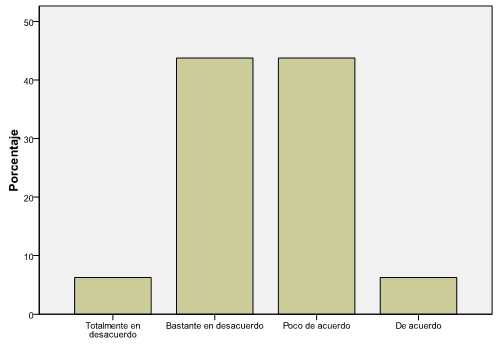 Porcentaje
50
40
30
20
10
0
Totalmente en
desacuerdo
Bastante en desacuerdo
Poco de acuerdo
De acuerdo